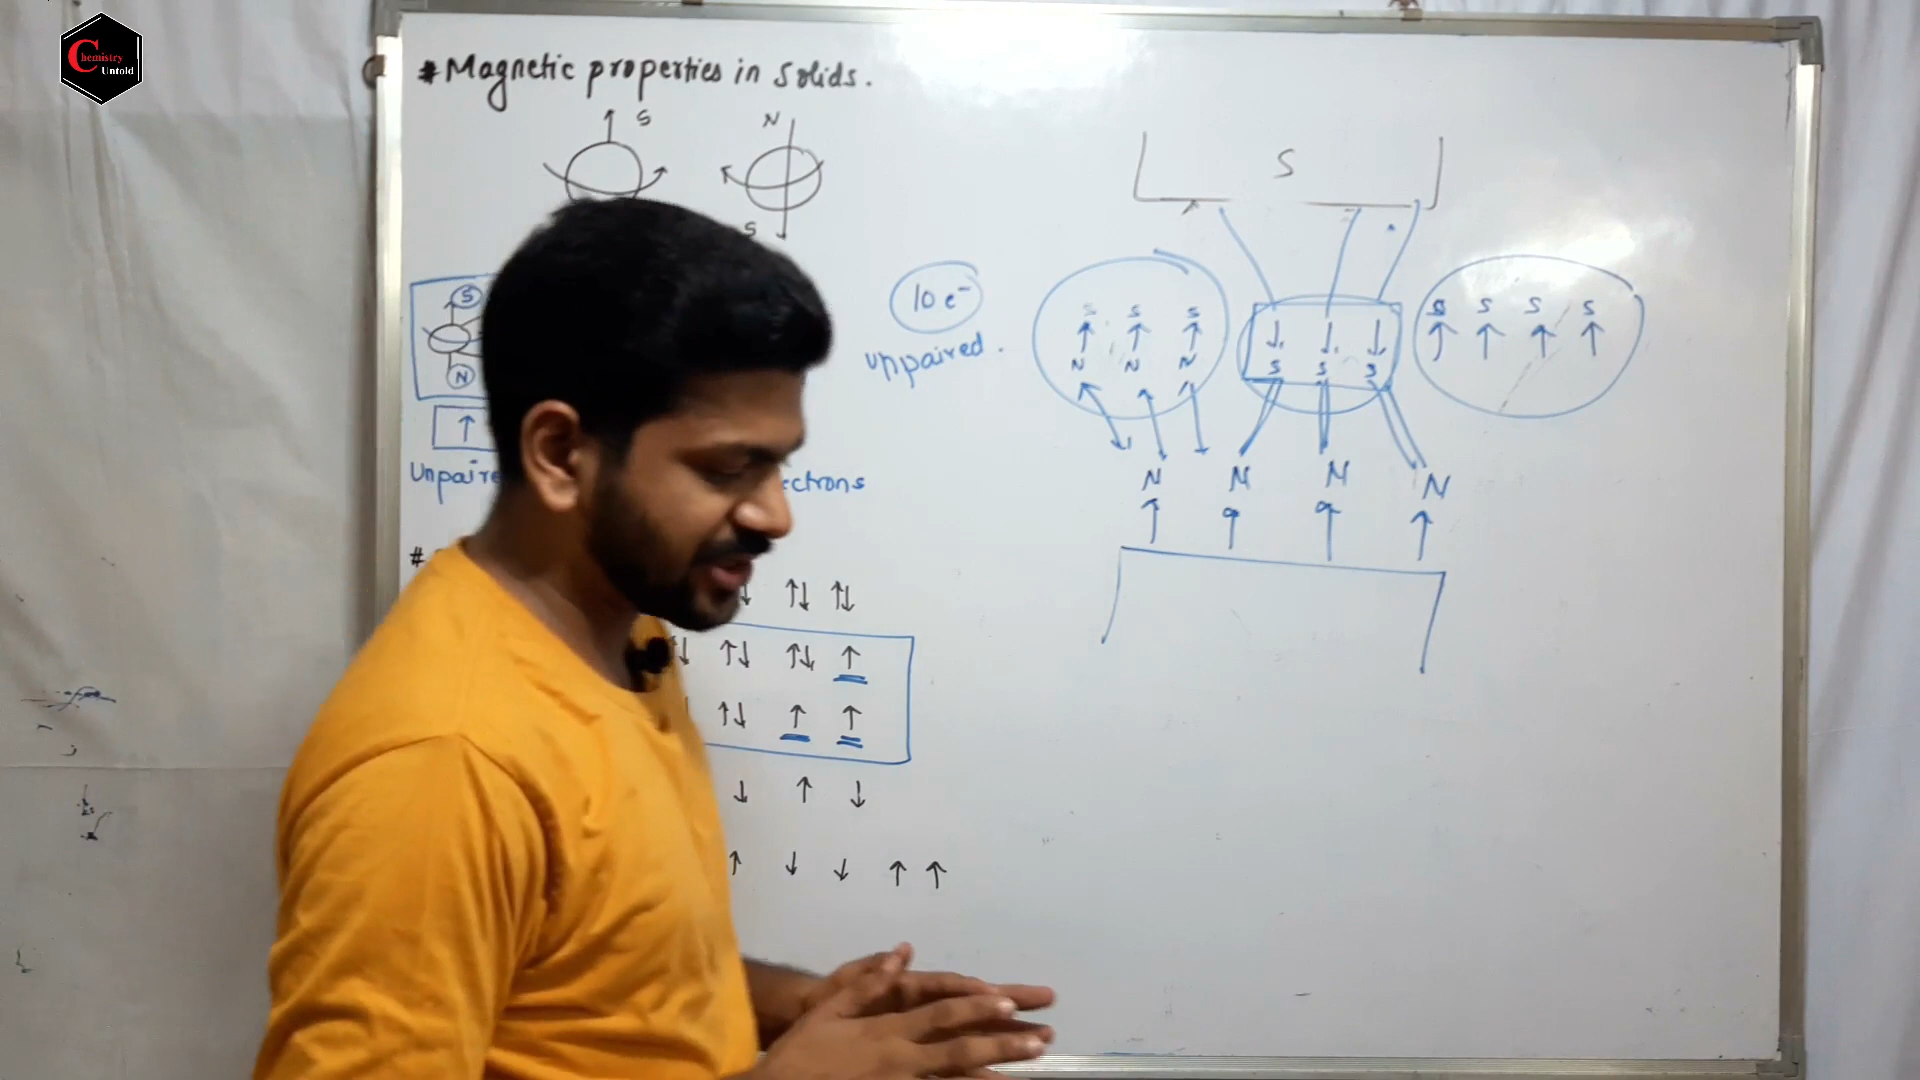 Chemistry
Untold
# Magnetic properties in Solids.
S N
S
S
S
N
↑
Unpaire
ectrons
#
↑↓ ↑↓
↑↓ ↑↓ ↑↓ ↑
↑↓ ↑ ↑
↓ ↑ ↓
↑ ↓ ↓ ↑ ↑
10 e⁻
unpaired.
S S S S S S S
↑ ↑ ↑ ↓ ↓ ↓ ↑ ↑ ↑ ↑
N N N S S S
N N N N
↑ ↑ ↑ ↑